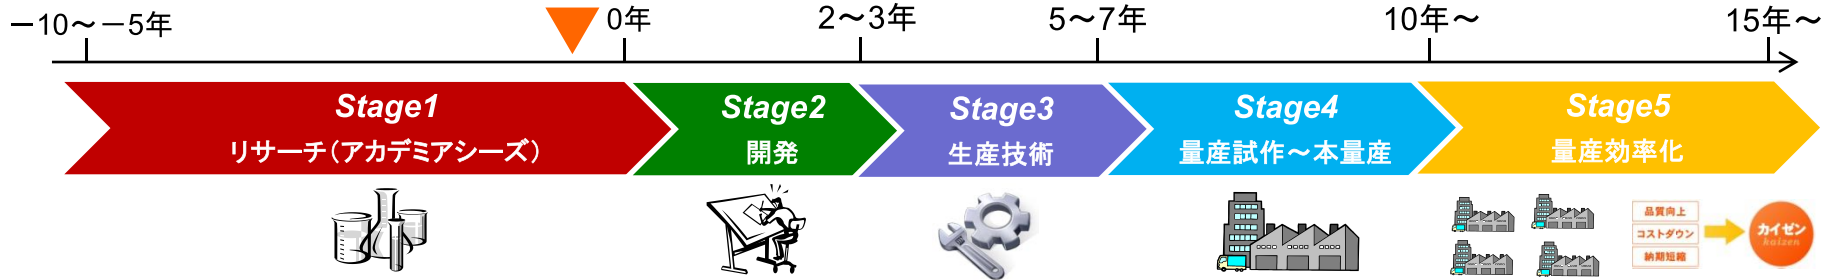 −10～−5年
0年
2～3年
5～7年
10年～
15年～
Stage1
リサーチ(アカデミアシーズ)
Stage2
開発
Stage3
生産技術
Stage4
量産試作～本量産
Stage5
量産効率化
品質向上
コストダウン
納期短縮
カイゼン
kaizen